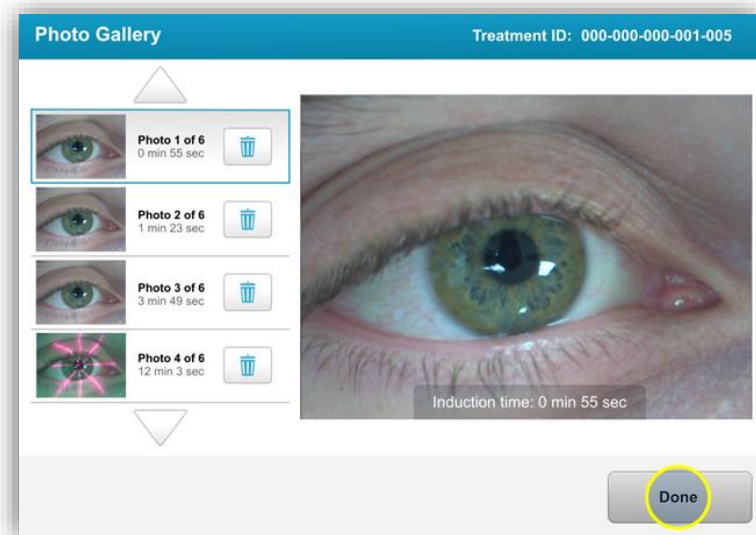 Photo Gallery
Treatment ID: 000-000-000-001-005
Photo 1 of 6
0 min 55 sec
Photo 2 of 6
1 min 23 sec
Photo 3 of 6
3 min 49 sec
Photo 4 of 6
12 min 3 sec
Induction time: 0 min 55 sec
Done